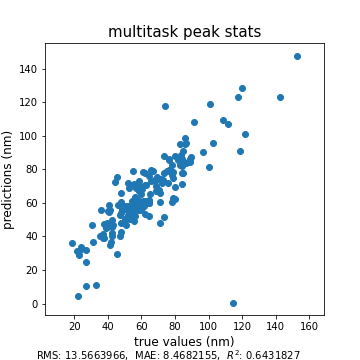 multitask peak stats
predictions (nm)
140
120
100
80
60
40
20
0
20 40 60 80 100 120 140 160
true values (nm)
RMS: 13.5663966, MAE: 8.4682155, R²: 0.6431827